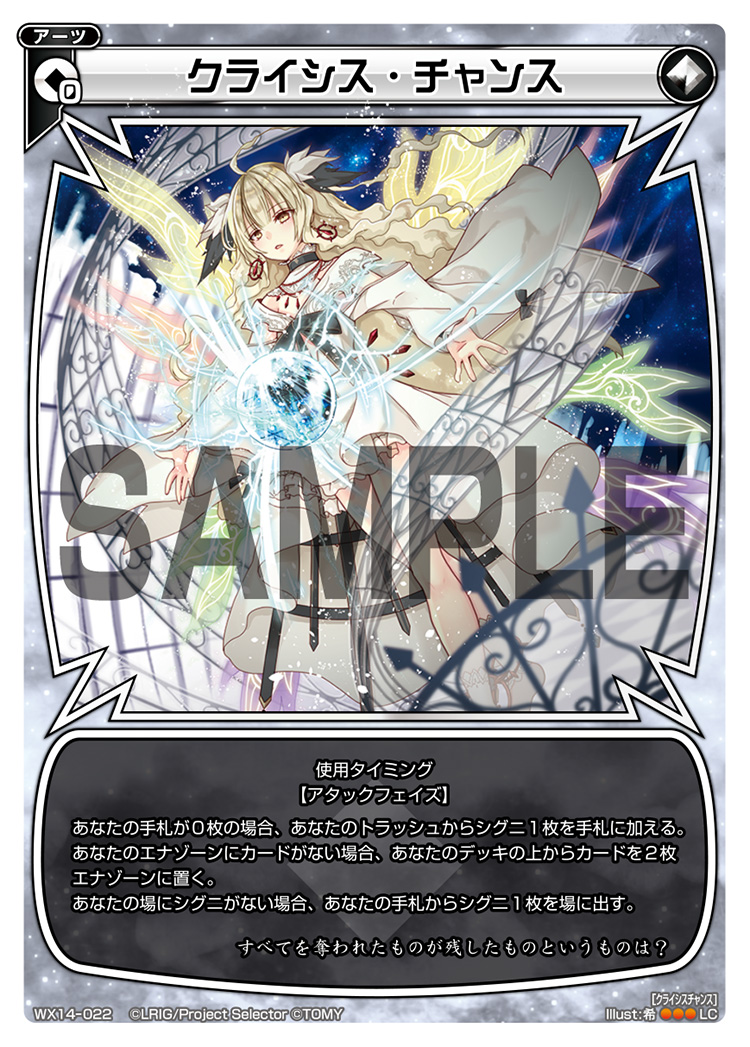 アーツ
クライシス・チャンス
0
SAMPLE
使用タイミング
【アタックフェイズ】
あなたの手札が0枚の場合、あなたのトラッシュからシグニ1枚を手札に加える。
あなたのエナゾーンにカードがない場合、あなたのデッキの上からカードを2枚
エナゾーンに置く。
あなたの場にシグニがない場合、あなたの手札からシグニ1枚を場に出す。
すべてを奪われたものが残したものというものは?
[クライシスチャンス]
WX14-022 ©LRIG/Project Selector ©TOMY Illust:希 LC